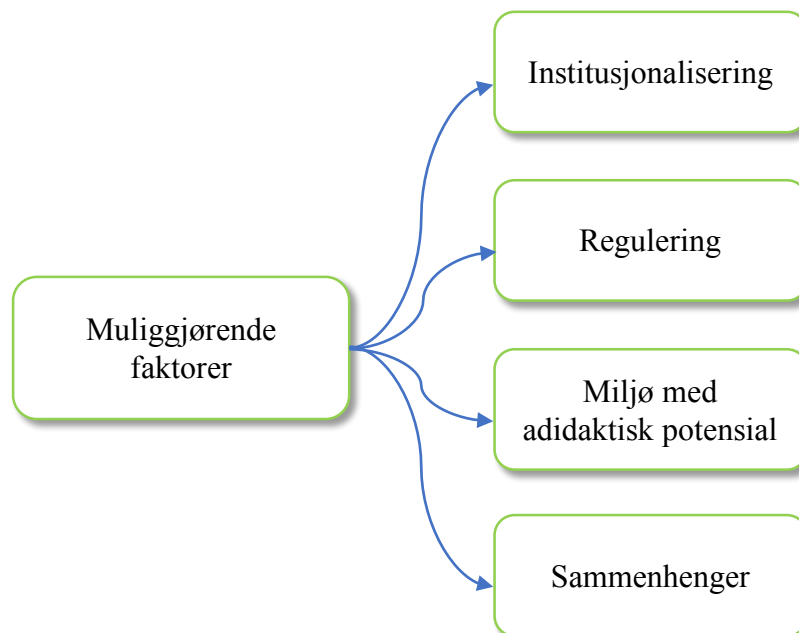 Institusjonalisering
Regulering
Muliggjørende
faktorer
Miljø med
adidaktisk potensial
Sammenhenger